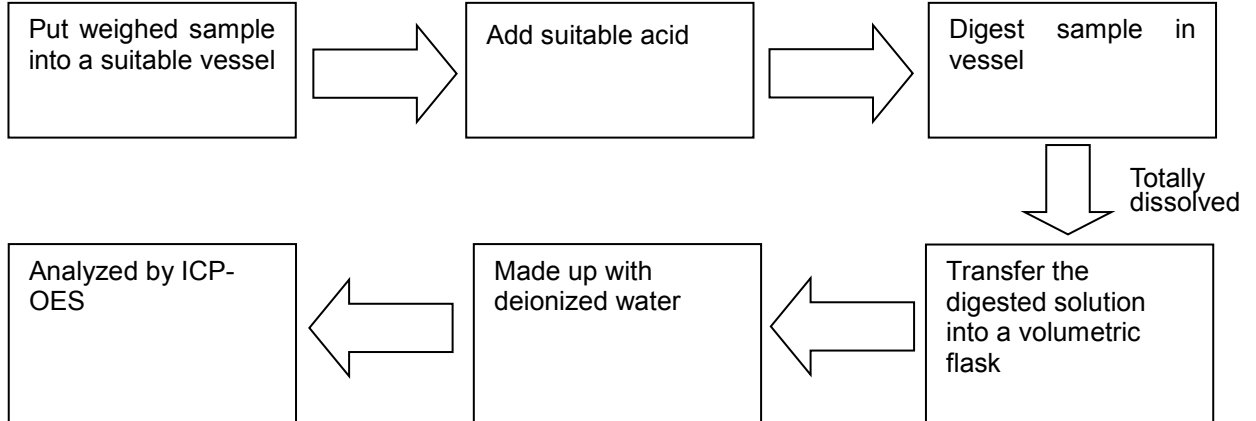 Put weighed sample
into a suitable vessel
Add suitable acid
Digest sample in
vessel
Totally
dissolved
Transfer the
digested solution
into a volumetric
flask
Made up with
deionized water
Analyzed by ICP-
OES